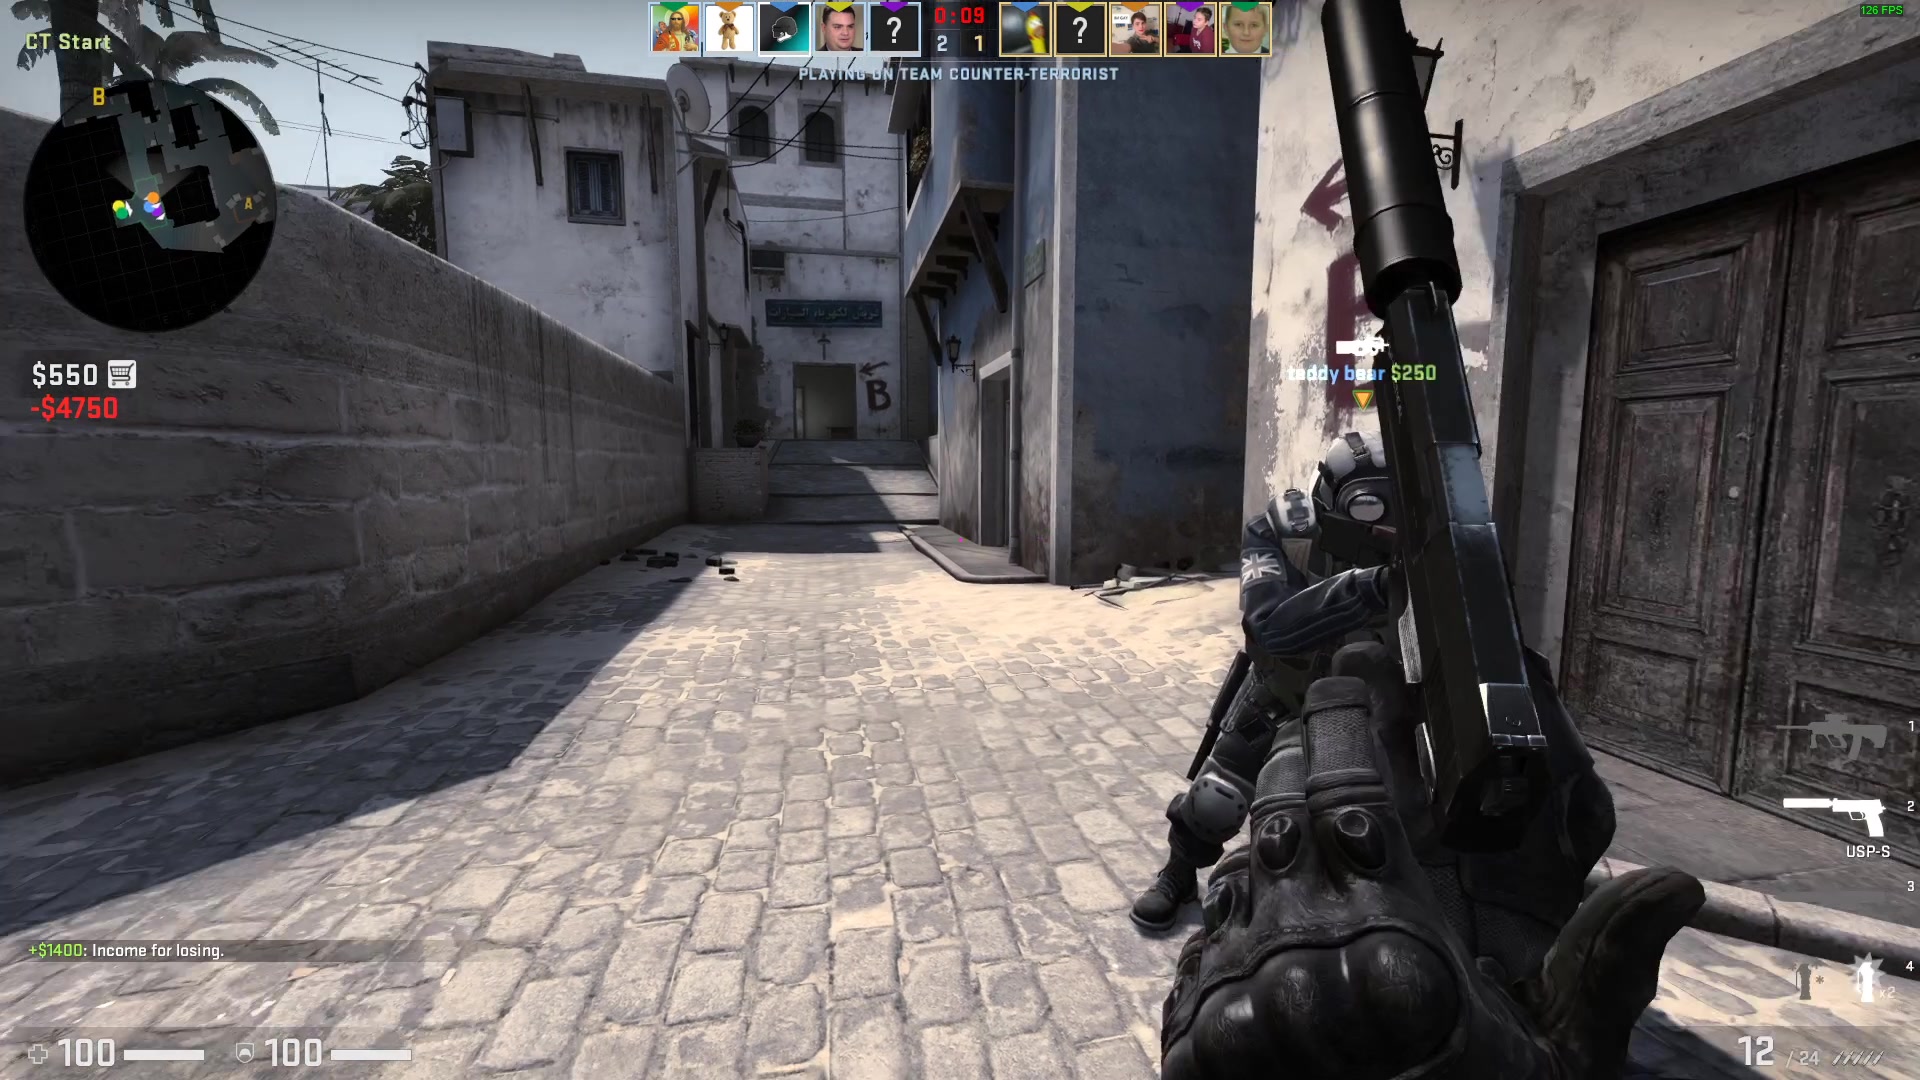 126 FPS
0:09
2 1
? ?
CT Start
PLAYING ON TEAM COUNTER-TERRORIST
B
A
$550
-$4750
teddy bear $250
B
1
2
USP-S
3
4
x2
+$1400: Income for losing.
100 100
12 / 24